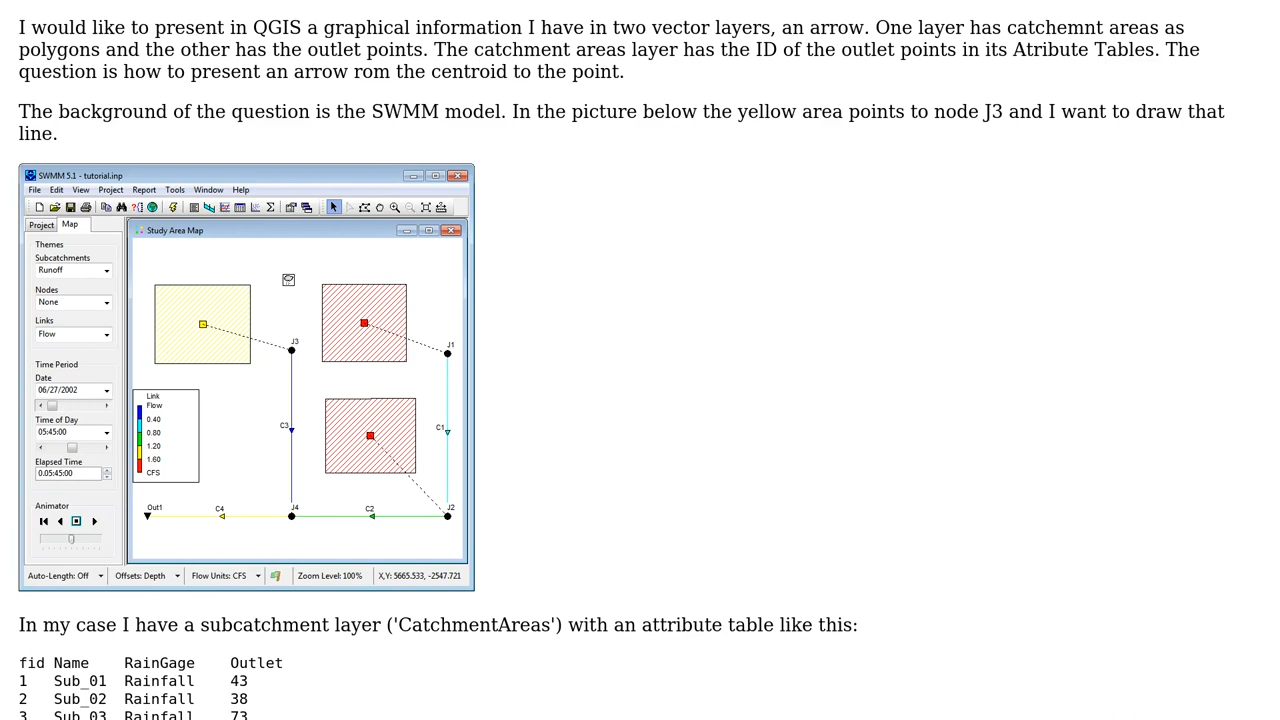 I would like to present in QGIS a graphical information I have in two vector layers, an arrow. One layer has catchemnt areas as
polygons and the other has the outlet points. The catchment areas layer has the ID of the outlet points in its Atribute Tables. The
question is how to present an arrow rom the centroid to the point.
The background of the question is the SWMM model. In the picture below the yellow area points to node J3 and I want to draw that
line.
SWMM 5.1 - tutorial.inp
File Edit View Project Report Tools Window Help
Project Map
Study Area Map
Themes
Subcatchments
Runoff
Nodes
None
Links
Flow
Time Period
Date
06/27/2002
Time of Day
05:45:00
Elapsed Time
0.05:45:00
Animator
J3
J1
Link
Flow
0.40
0.80
1.20
1.60
CFS
C3
C1
Out1
C4
J4
C2
J2
Auto-Length: Off Offsets: Depth Flow Units: CFS Zoom Level: 100% X,Y: 5665.533, -2547.721
In my case I have a subcatchment layer ('CatchmentAreas') with an attribute table like this:
fid Name RainGage Outlet
1 Sub_01 Rainfall 43
2 Sub_02 Rainfall 38
3 Sub_03 Rainfall 73